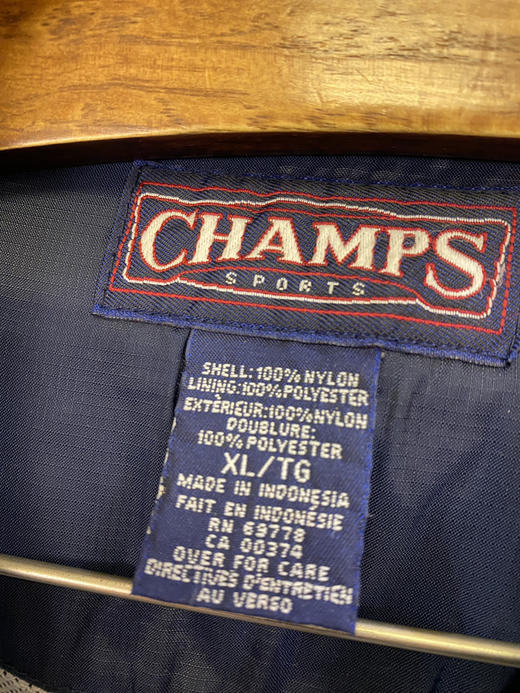 CHAMPS
SPORTS
SHELL: 100% NYLON
LINING: 100% POLYESTER
EXTÉRIEUR: 100% NYLON
DOUBLURE:
100% POLYESTER
XL/TG
MADE IN INDONESIA
FAIT EN INDONÉSIE
RN 69778
CA 00374
OVER FOR CARE
DIRECTIVES D'ENTRETIEN
AU VERSO